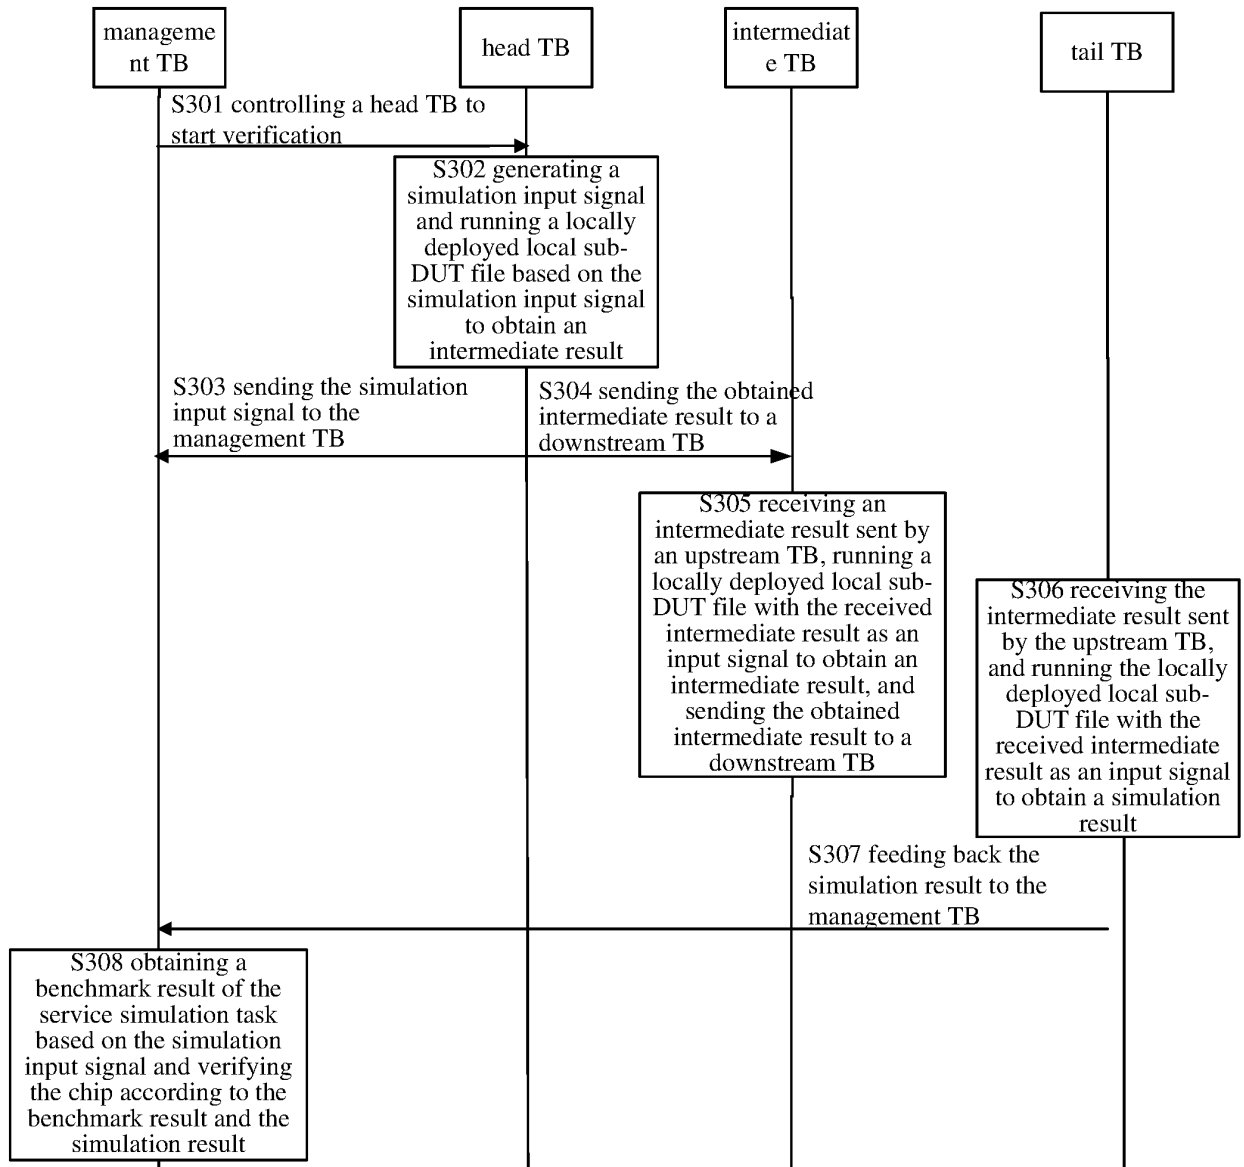 manageme
nt TB
head TB
intermediat
e TB
tail TB
S301 controlling a head TB to
start verification
S302 generating a
simulation input signal
and running a locally
deployed local sub-
DUT file based on the
simulation input signal
to obtain an
intermediate result
S303 sending the simulation
input signal to the
management TB
S304 sending the obtained
intermediate result to a
downstream TB
S305 receiving an
intermediate result sent by
an upstream TB, running a
locally deployed local sub-
DUT file with the received
intermediate result as an
input signal to obtain an
intermediate result, and
sending the obtained
intermediate result to a
downstream TB
S306 receiving the
intermediate result sent
by the upstream TB,
and running the locally
deployed local sub-
DUT file with the
received intermediate
result as an input signal
to obtain a simulation
result
S307 feeding back the
simulation result to the
management TB
S308 obtaining a
benchmark result of the
service simulation task
based on the simulation
input signal and verifying
the chip according to the
benchmark result and the
simulation result